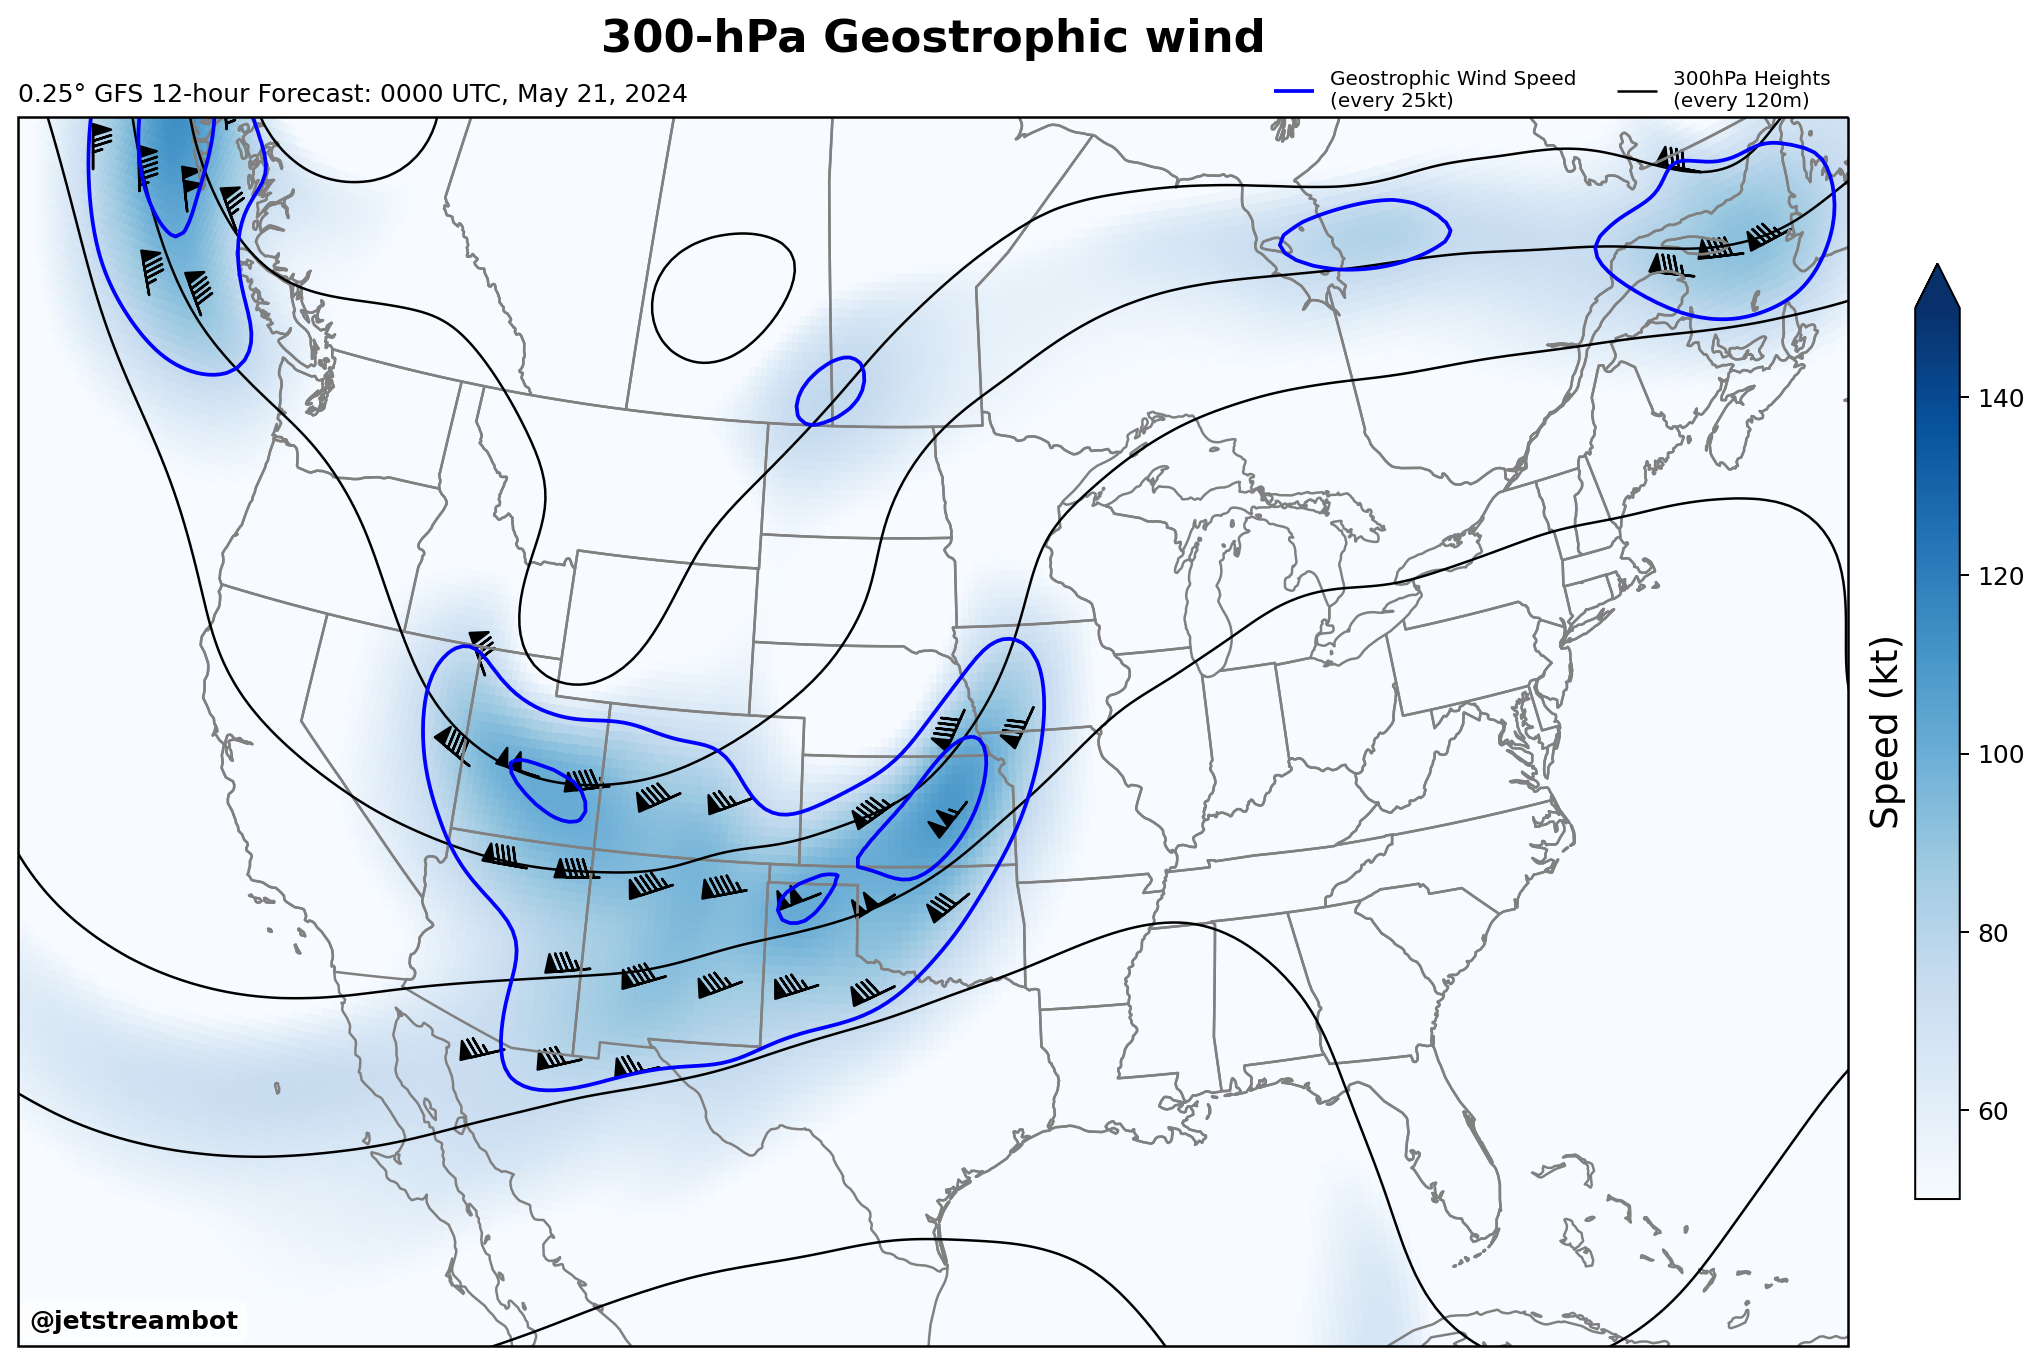 300-hPa Geostrophic wind
0.25° GFS 12-hour Forecast: 0000 UTC, May 21, 2024
Geostrophic Wind Speed
(every 25kt)
300hPa Heights
(every 120m)
140
120
100
80
60
Speed (kt)
@jetstreambot